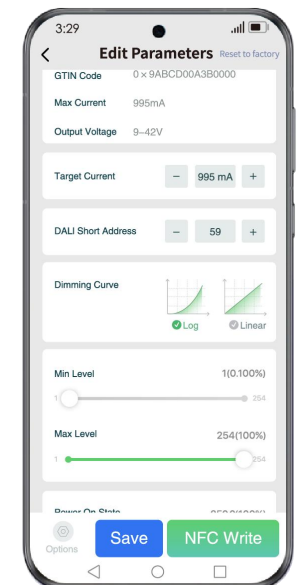 3:29
Edit Parameters Reset to factory
GTIN Code 0×9ABCD00A3B0000
Max Current 995mA
Output Voltage 9–42V
Target Current − 995 mA +
DALI Short Address − 59 +
Dimming Curve
Log Linear
Min Level 1(0.100%)
1 254
Max Level 254(100%)
1 254
Power On State
Options Save NFC Write